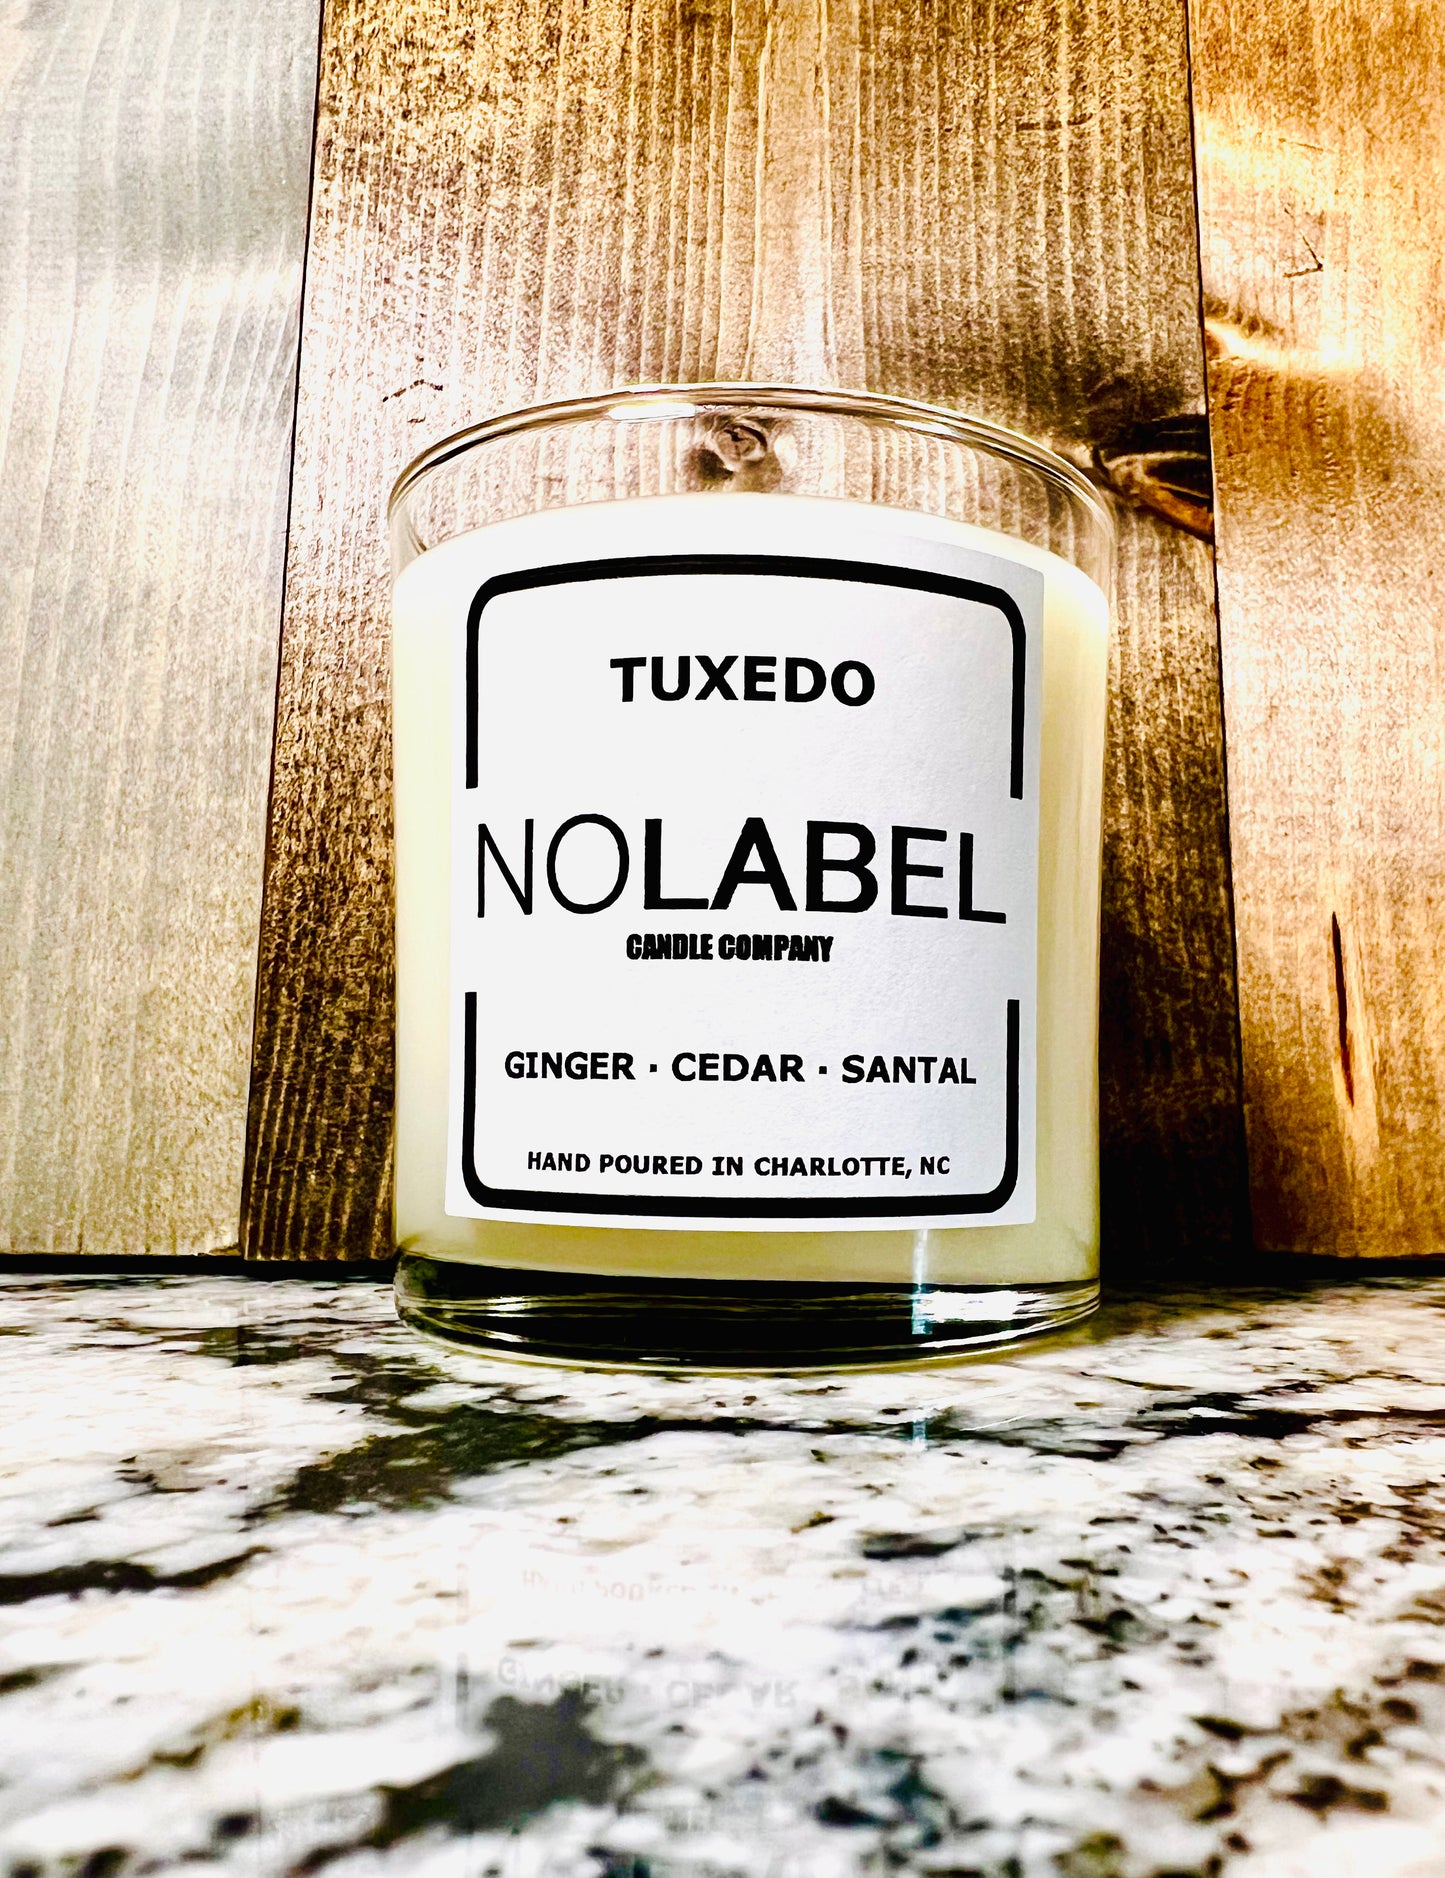 TUXEDO
NOLABEL
CANDLE COMPANY
GINGER · CEDAR · SANTAL
HAND POURED IN CHARLOTTE, NC